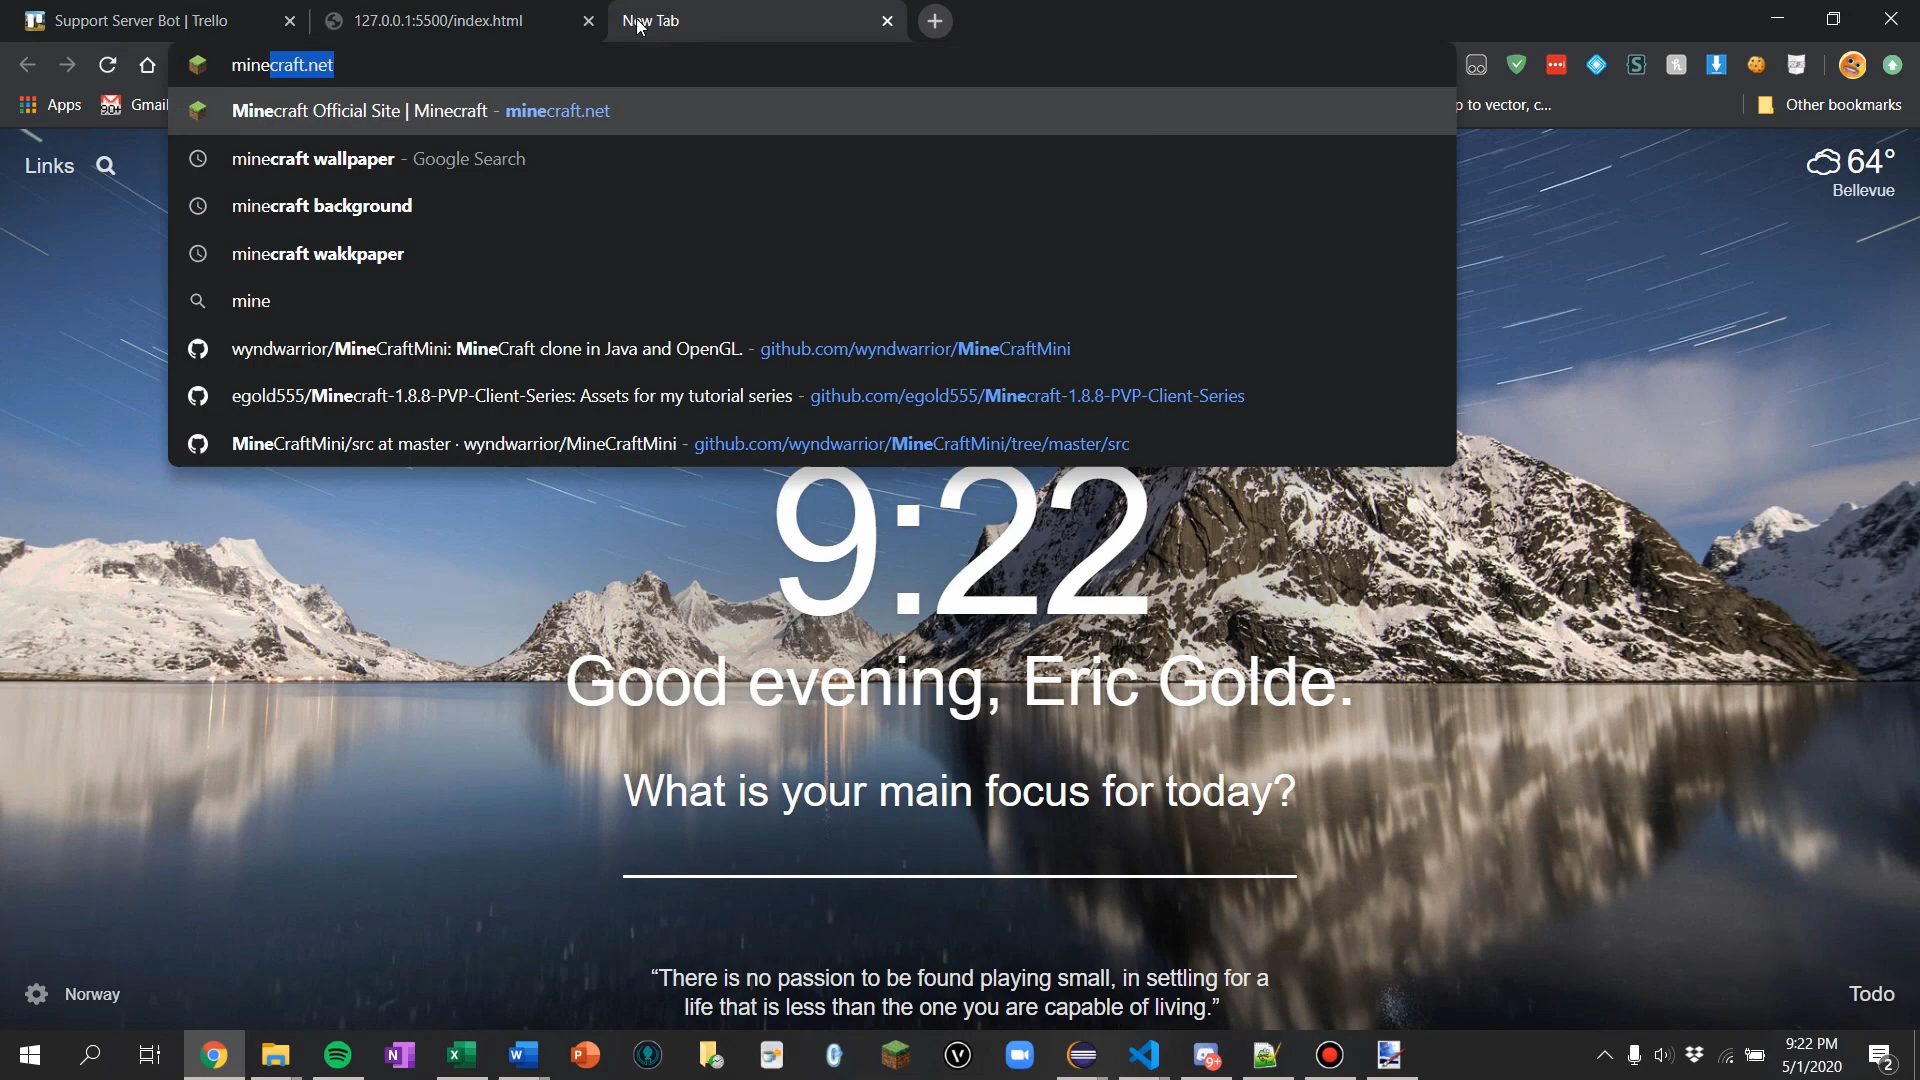 Support Server Bot | Trello
127.0.0.1:5500/index.html
New Tab
minecraft.net
Apps
Gmail
p to vector, c...
Other bookmarks
Minecraft Official Site | Minecraft - minecraft.net
minecraft wallpaper - Google Search
minecraft background
minecraft wakkpaper
mine
wyndwarrior/MineCraftMini: MineCraft clone in Java and OpenGL. - github.com/wyndwarrior/MineCraftMini
egold555/Minecraft-1.8.8-PVP-Client-Series: Assets for my tutorial series - github.com/egold555/Minecraft-1.8.8-PVP-Client-Series
MineCraftMini/src at master · wyndwarrior/MineCraftMini - github.com/wyndwarrior/MineCraftMini/tree/master/src
Links
64°
Bellevue
9:22
Good evening, Eric Golde.
What is your main focus for today?
“There is no passion to be found playing small, in settling for a
life that is less than the one you are capable of living.”
Norway
Todo
9:22 PM
5/1/2020
2